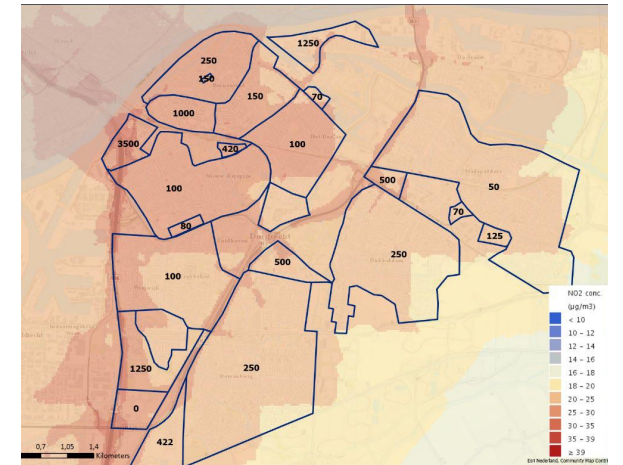 1250
250
150
150
70
1000
3500
420
100
100
500
50
70
80
125
500
250
100
1250
250
0
422
0,7 1,05 1,4
Kilometers
NO2 conc.
(µg/m3)
< 10
10 – 12
12 – 14
14 – 16
16 – 18
18 – 20
20 – 25
25 – 30
30 – 35
35 – 39
≥ 39
Esri Nederland, Community Map Contri